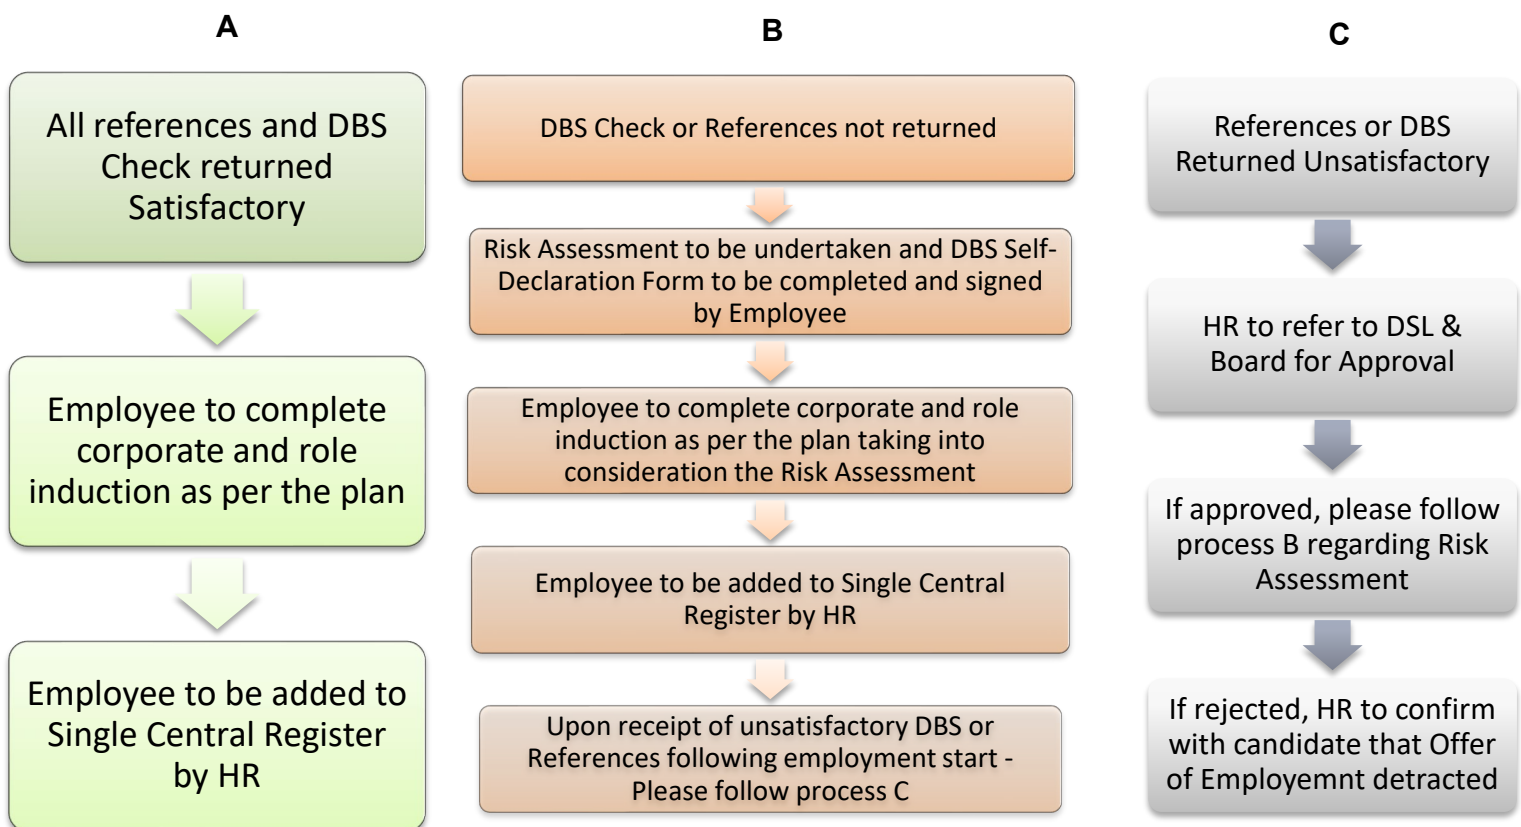 A
All references and DBS
Check returned
Satisfactory
Employee to complete
corporate and role
induction as per the plan
Employee to be added to
Single Central Register
by HR
B
DBS Check or References not returned
Risk Assessment to be undertaken and DBS Self-
Declaration Form to be completed and signed
by Employee
Employee to complete corporate and role
induction as per the plan taking into
consideration the Risk Assessment
Employee to be added to Single Central
Register by HR
Upon receipt of unsatisfactory DBS or
References following employment start -
Please follow process C
C
References or DBS
Returned Unsatisfactory
HR to refer to DSL &
Board for Approval
If approved, please follow
process B regarding Risk
Assessment
If rejected, HR to confirm
with candidate that Offer
of Employemnt detracted